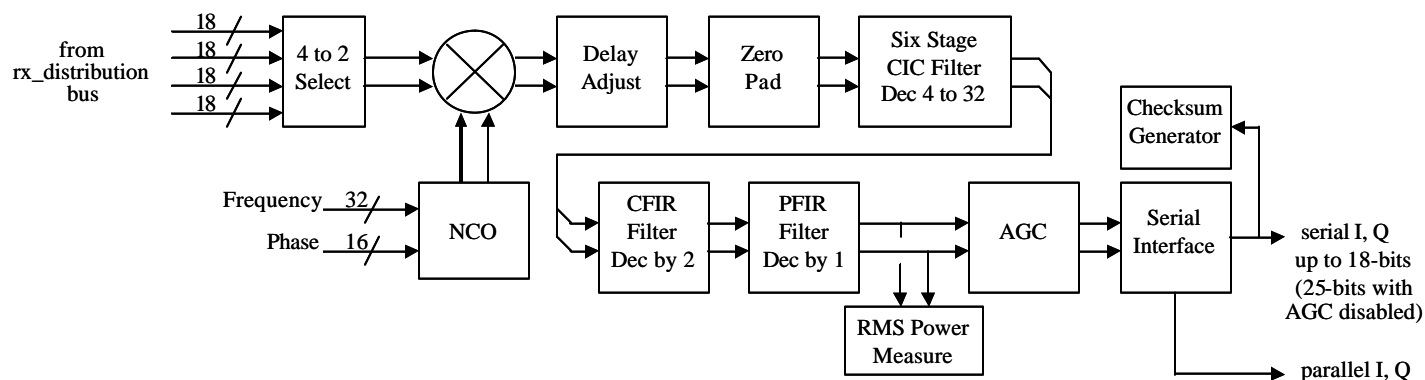 from
rx_distribution
bus
18
18
18
18
4 to 2
Select
Delay
Adjust
Zero
Pad
Six Stage
CIC Filter
Dec 4 to 32
Checksum
Generator
Frequency
32
Phase
16
NCO
CFIR
Filter
Dec by 2
PFIR
Filter
Dec by 1
AGC
Serial
Interface
serial I, Q
up to 18-bits
(25-bits with
AGC disabled)
RMS Power
Measure
parallel I, Q